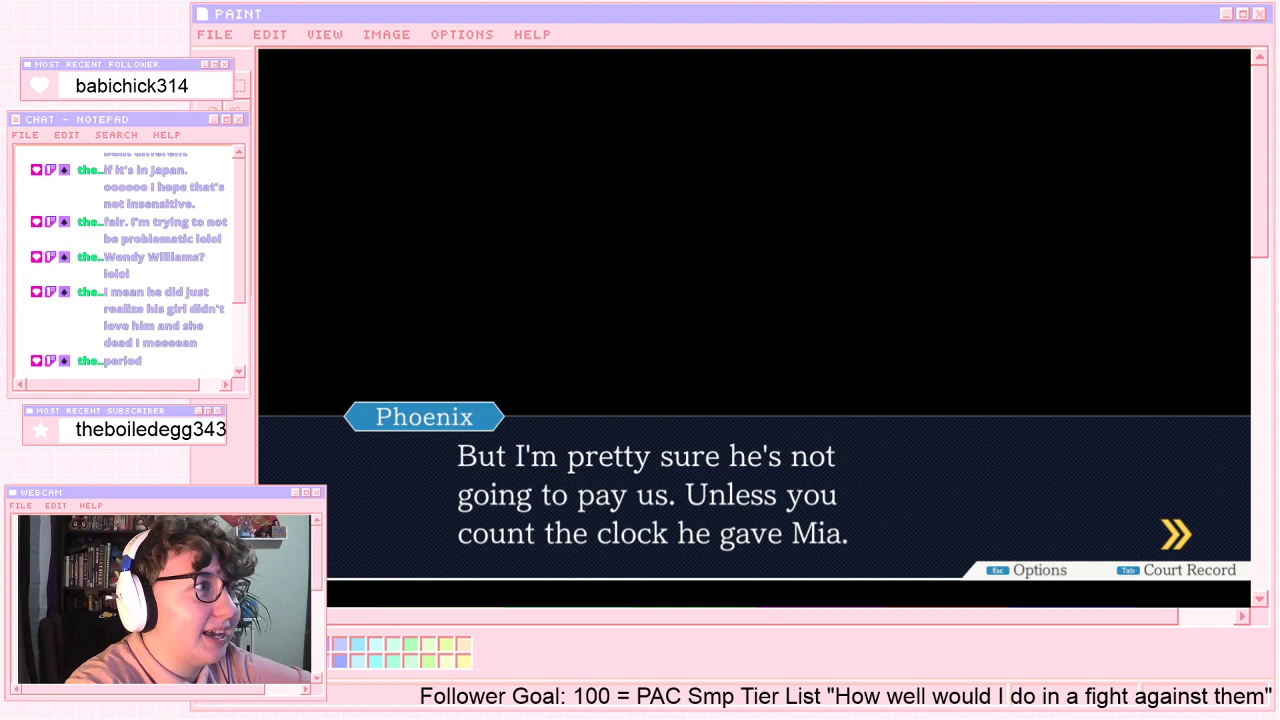 PAINT
FILE EDIT VIEW IMAGE OPTIONS HELP
MOST RECENT FOLLOWER
babichick314
CHAT - NOTEPAD
FILE EDIT SEARCH HELP
built different
the..if it's in Japan.
oooooo I hope that's
not insensitive.
the..fair. I'm trying to not
be problematic lolol
the..Wendy Williams?
lolol
the..I mean he did just
realize his girl didn't
love him and she
dead I meeeean
the..period
MOST RECENT SUBSCRIBER
theboiledegg343
WEBCAM
FILE EDIT HELP
Phoenix
But I'm pretty sure he's not
going to pay us. Unless you
count the clock he gave Mia.
Esc Options Tab Court Record
Follower Goal: 100 = PAC Smp Tier List "How well would I do in a fight against them"